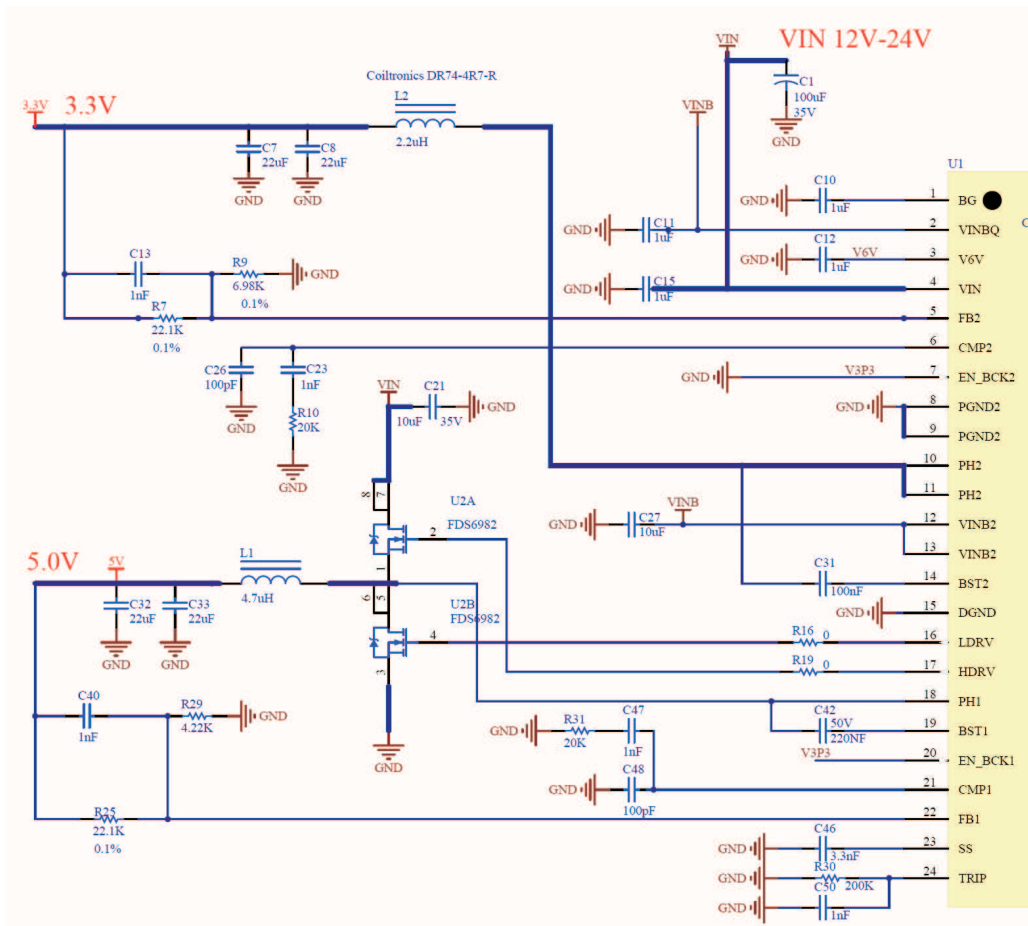 VIN
VIN 12V-24V
Coiltronics DR74-4R7-R
C1
100uF
35V
GND
3.3V
3.3V
L2
2.2uH
VINB
C7
22uF
GND
C8
22uF
GND
U1
GND
C10
1uF
1
BG
C
GND
C11
1uF
2
VINBQ
GND
C12
1uF
V6V
3
V6V
GND
C15
1uF
4
VIN
C13
1nF
R9
6.98K
0.1%
GND
R7
22.1K
0.1%
5
FB2
6
CMP2
C26
100pF
GND
C23
1nF
R10
20K
GND
GND
V3P3
7
EN_BCK2
VIN
C21
10uF
35V
GND
GND
8
PGND2
9
PGND2
10
PH2
11
PH2
8
7
U2A
FDS6982
2
1
GND
C27
10uF
VINB
12
VINB2
13
VINB2
5.0V
5V
L1
4.7uH
C31
100nF
14
BST2
C32
22uF
GND
C33
22uF
GND
6
5
U2B
FDS6982
4
3
GND
GND
15
DGND
R16
0
16
LDRV
R19
0
17
HDRV
18
PH1
C40
1nF
R29
4.22K
GND
R31
20K
C47
1nF
GND
C42
50V
220NF
19
BST1
V3P3
20
EN_BCK1
GND
C48
100pF
21
CMP1
R25
22.1K
0.1%
22
FB1
GND
C46
3.3nF
23
SS
GND
R30
200K
24
TRIP
GND
C50
1nF